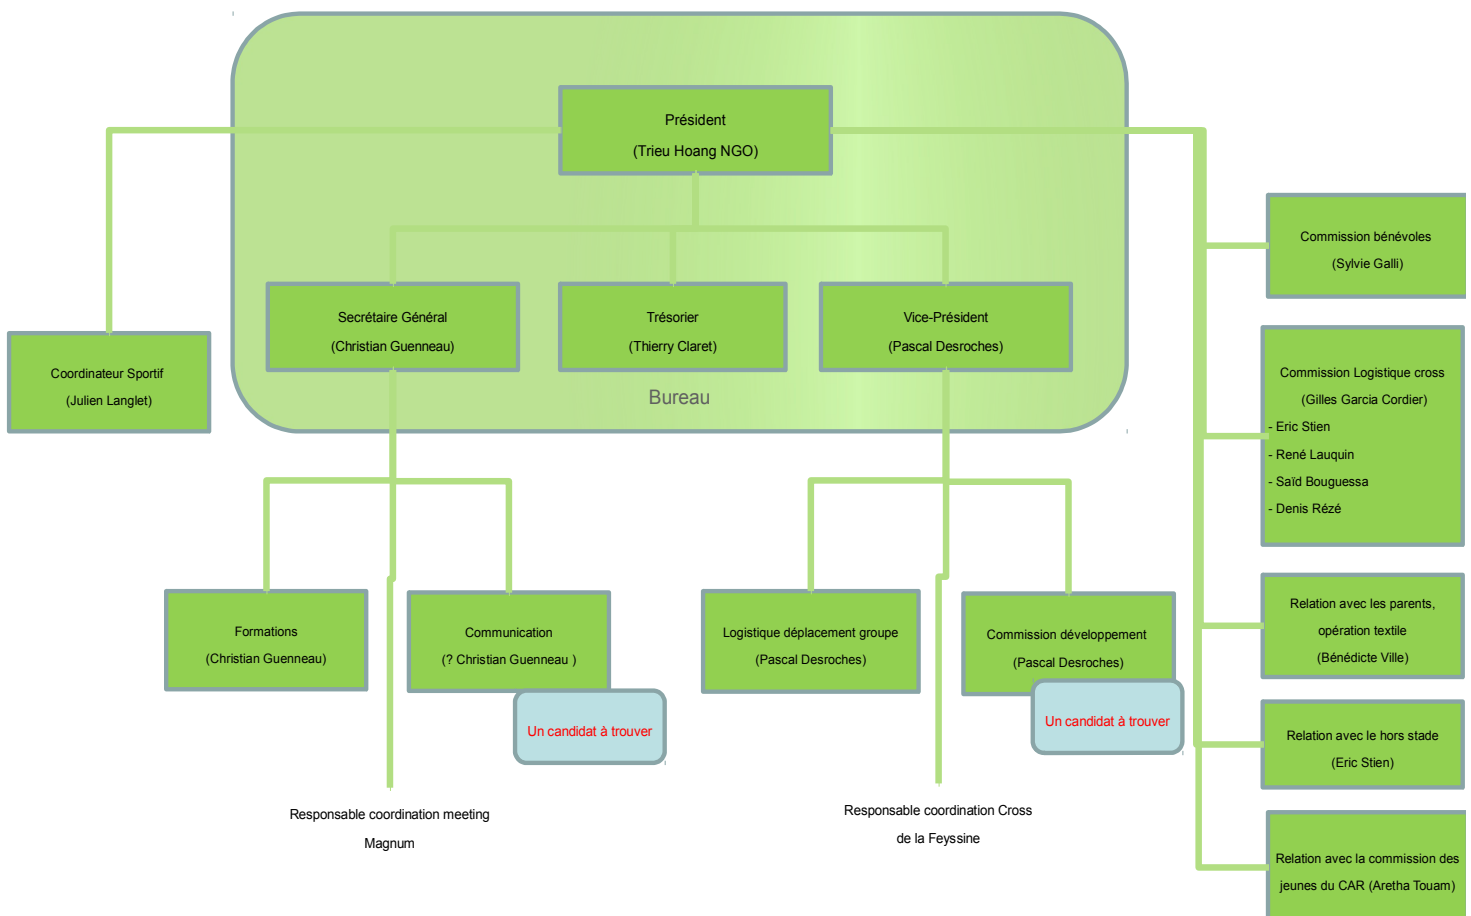 Président
(Trieu Hoang NGO)
Secrétaire Général
(Christian Guenneau)
Trésorier
(Thierry Claret)
Vice-Président
(Pascal Desroches)
Bureau
Coordinateur Sportif
(Julien Langlet)
Commission bénévoles
(Sylvie Galli)
Commission Logistique cross
(Gilles Garcia Cordier)
- Eric Stien
- René Lauquin
- Saïd Bouguessa
- Denis Rézé
Formations
(Christian Guenneau)
Communication
(? Christian Guenneau )
Un candidat à trouver
Logistique déplacement groupe
(Pascal Desroches)
Commission développement
(Pascal Desroches)
Un candidat à trouver
Relation avec les parents,
opération textile
(Bénédicte Ville)
Relation avec le hors stade
(Eric Stien)
Relation avec la commission des
jeunes du CAR (Aretha Touam)
Responsable coordination meeting
Magnum
Responsable coordination Cross
de la Feyssine